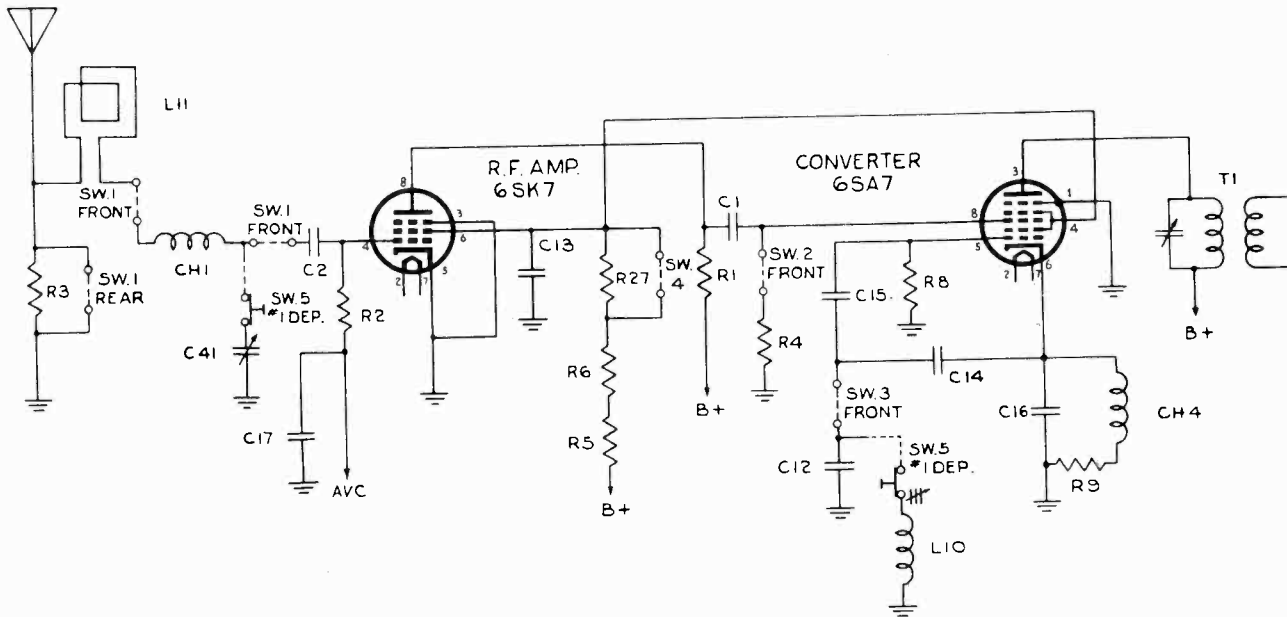 L11
SW.1
FRONT
R3
SW.1
REAR
CH1
SW.1
FRONT
C2
SW.5
#1 DEP.
C41
R2
C17
AVC
R.F. AMP.
6SK7
8
3
6
4
5
2
7
C13
R27
SW.
4
R6
R5
B+
R1
B+
C1
SW.2
FRONT
R4
CONVERTER
6SA7
3
1
8
4
5
2
7
6
C15
R8
C14
SW.3
FRONT
C12
SW.5
#1 DEP.
L10
C16
CH4
R9
T1
B+